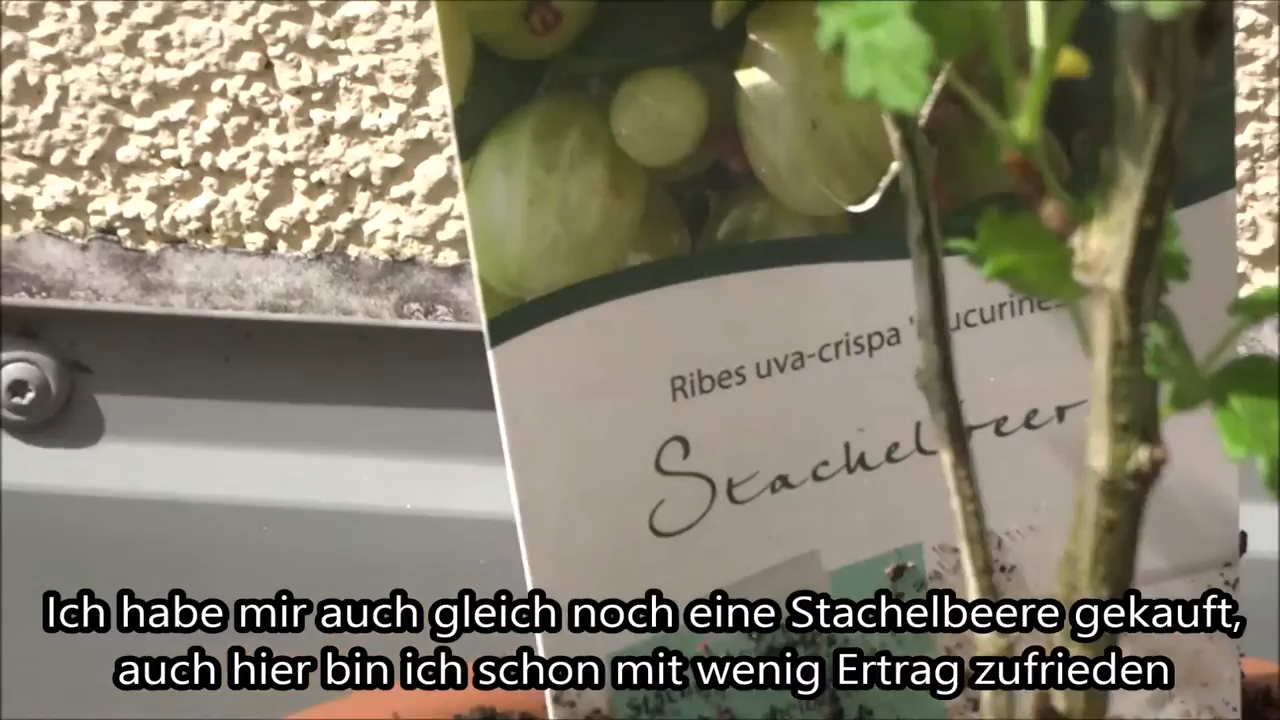 Ribes uva-crispa
Stachelbeer
Ich habe mir auch gleich noch eine Stachelbeere gekauft,
auch hier bin ich schon mit wenig Ertrag zufrieden